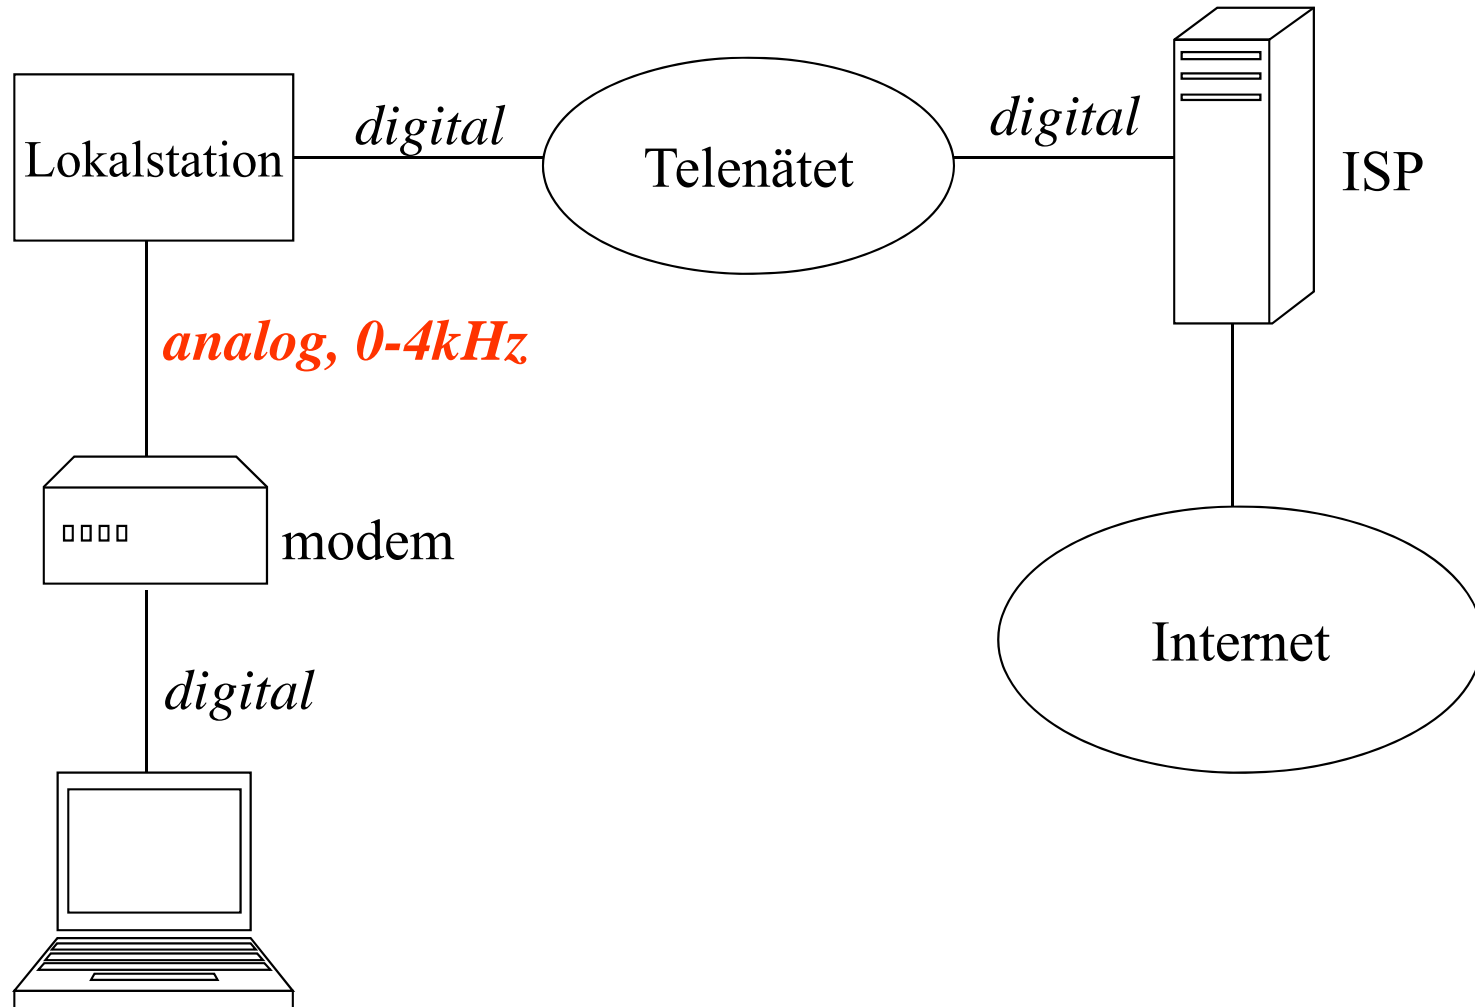 digital
digital
Lokalstation
Telenätet
ISP
analog, 0-4kHz
modem
Internet
digital